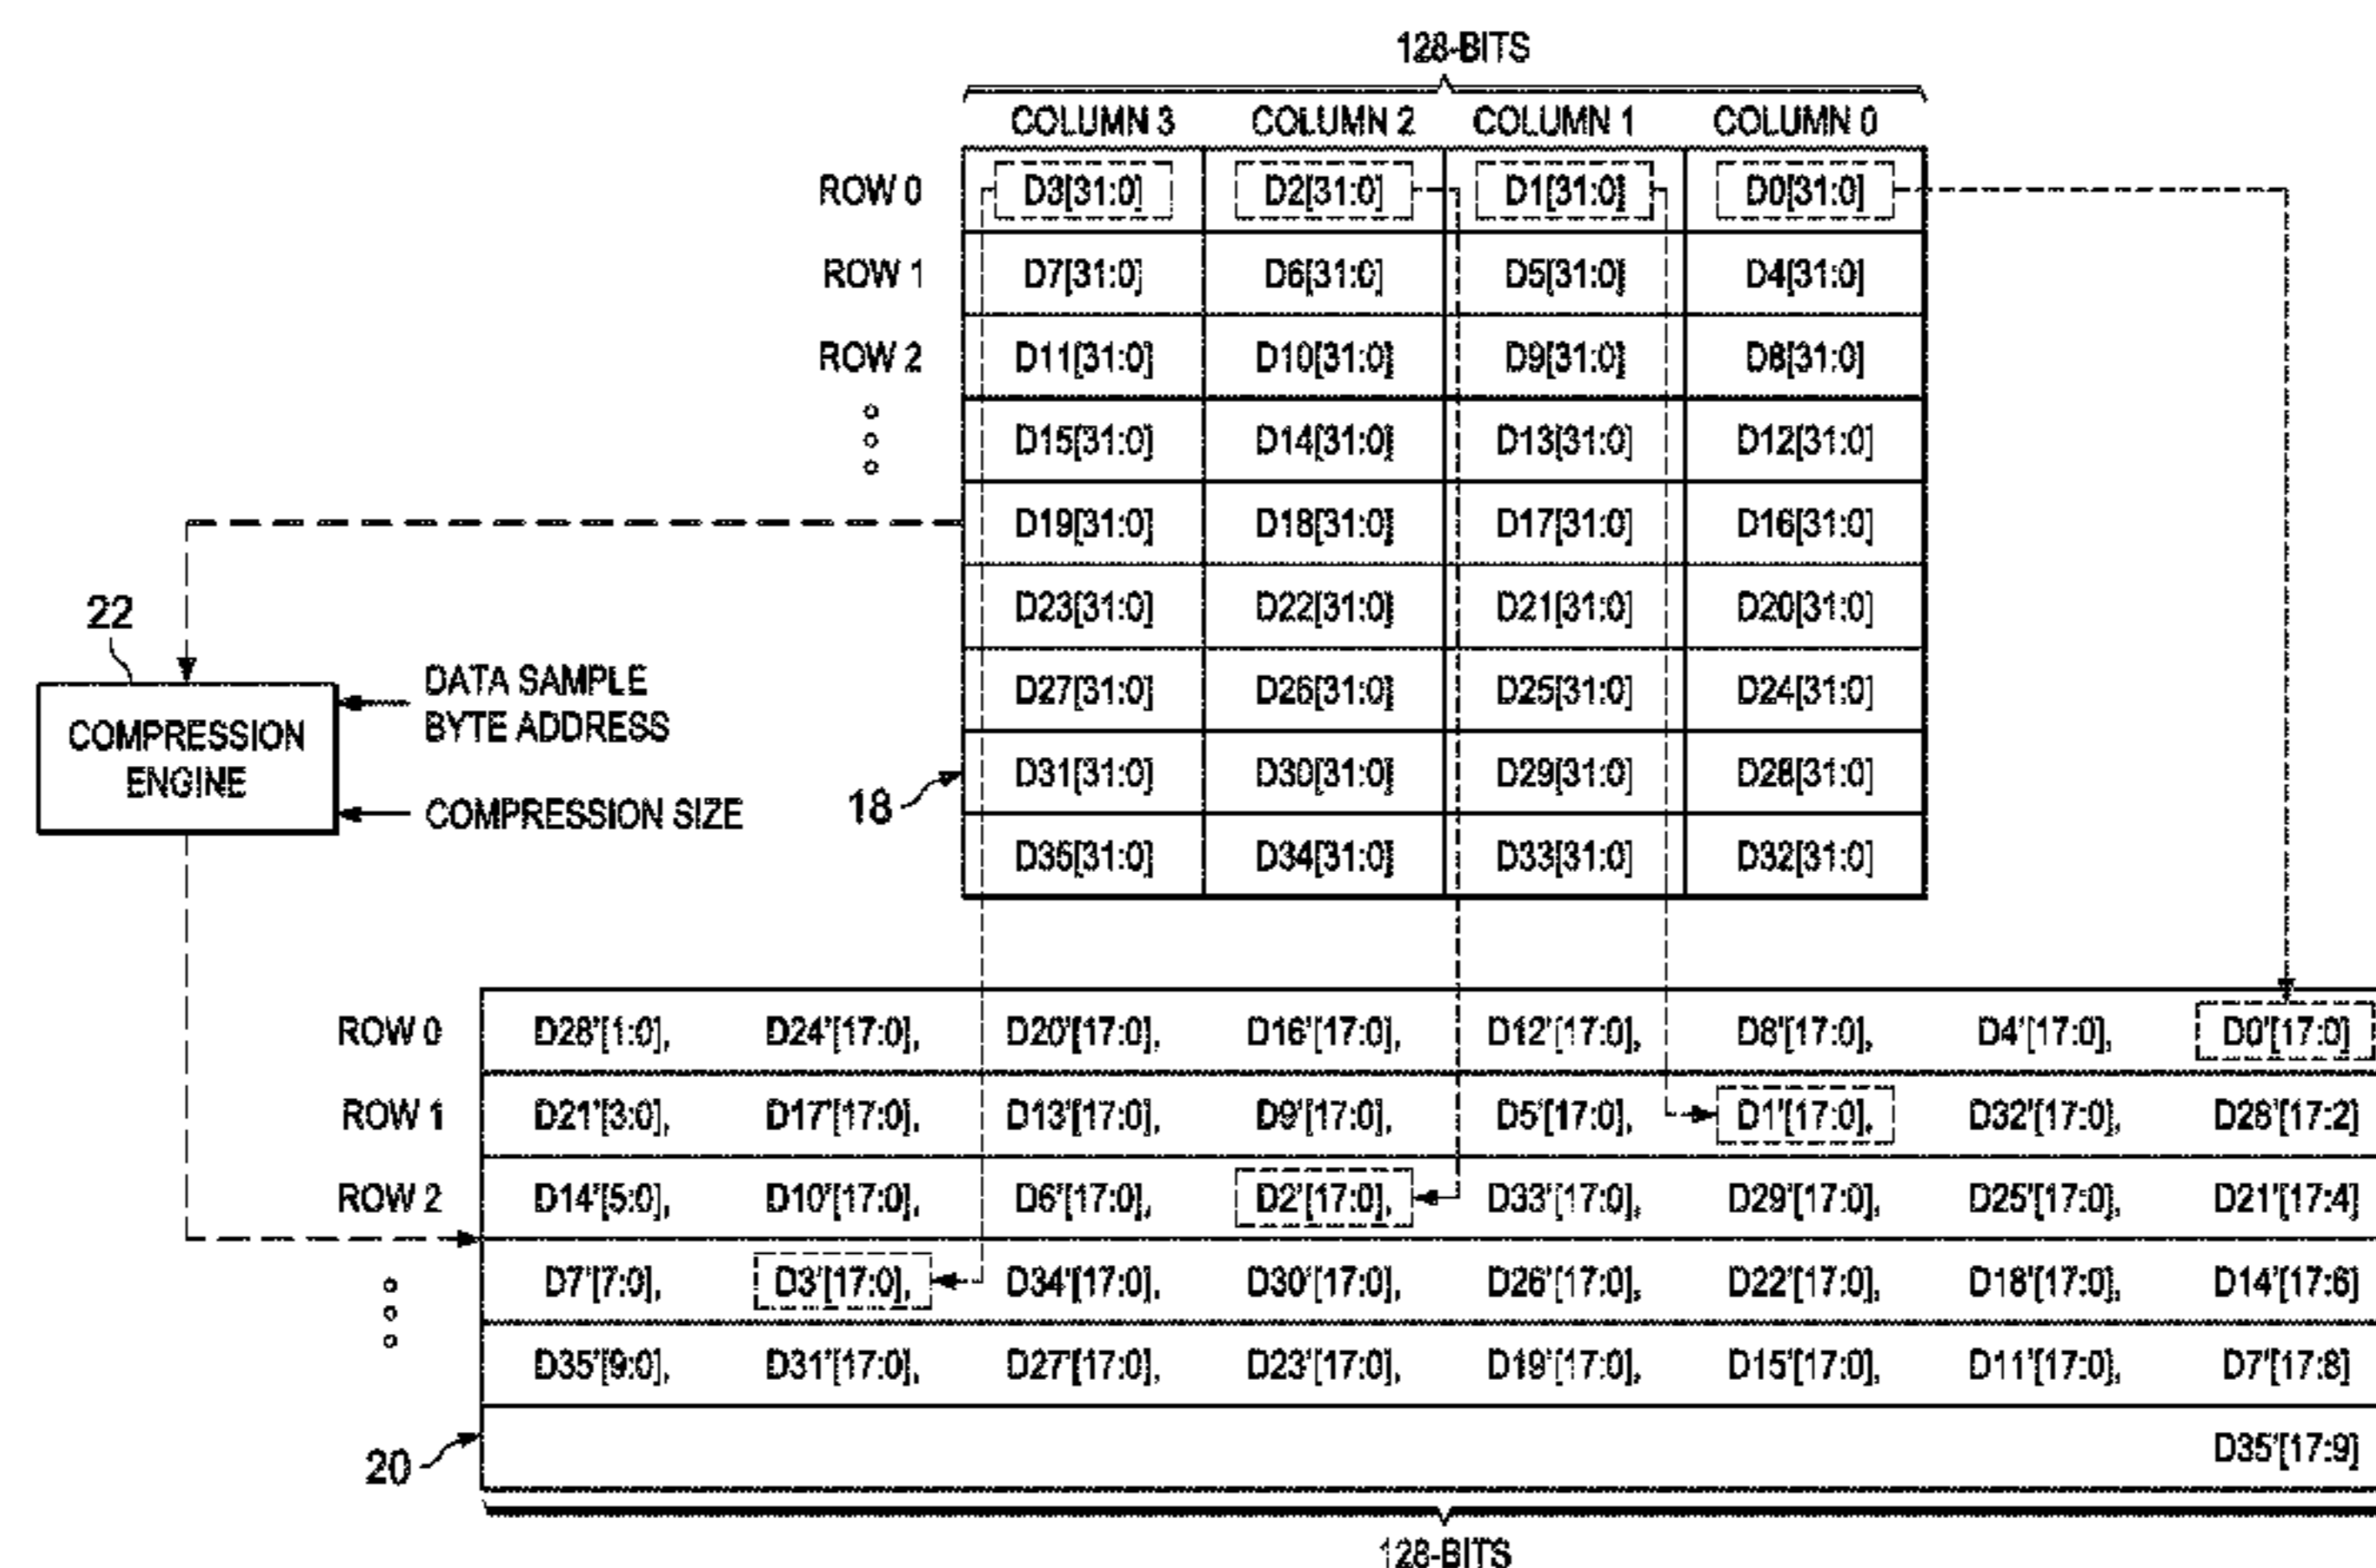 128-BITS
COLUMN 3 COLUMN 2 COLUMN 1 COLUMN 0
ROW 0 D3[31:0] D2[31:0] D1[31:0] D0[31:0]
ROW 1 D7[31:0] D6[31:0] D5[31:0] D4[31:0]
ROW 2 D11[31:0] D10[31:0] D9[31:0] D8[31:0]
D15[31:0] D14[31:0] D13[31:0] D12[31:0]
D19[31:0] D18[31:0] D17[31:0] D16[31:0]
D23[31:0] D22[31:0] D21[31:0] D20[31:0]
D27[31:0] D26[31:0] D25[31:0] D24[31:0]
D31[31:0] D30[31:0] D29[31:0] D28[31:0]
D35[31:0] D34[31:0] D33[31:0] D32[31:0]
18
22
COMPRESSION
ENGINE
DATA SAMPLE
BYTE ADDRESS
COMPRESSION SIZE
ROW 0 D28'[1:0], D24'[17:0], D20'[17:0], D16'[17:0], D12'[17:0], D8'[17:0], D4'[17:0], D0'[17:0]
ROW 1 D21'[3:0], D17'[17:0], D13'[17:0], D9'[17:0], D5'[17:0], D1'[17:0], D32'[17:0], D28'[17:2]
ROW 2 D14'[5:0], D10'[17:0], D6'[17:0], D2'[17:0], D33'[17:0], D29'[17:0], D25'[17:0], D21'[17:4]
D7'[7:0], D3'[17:0], D34'[17:0], D30'[17:0], D26'[17:0], D22'[17:0], D18'[17:0], D14'[17:6]
D35'[9:0], D31'[17:0], D27'[17:0], D23'[17:0], D19'[17:0], D15'[17:0], D11'[17:0], D7'[17:8]
D35'[17:9]
20
128-BITS